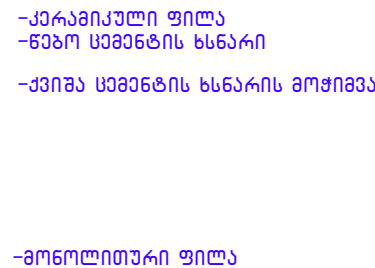 -კერამიკული ფილა
-წებო ცემენტის ხსნარი
-ქვიშა ცემენტის ხსნარის მოჭიმვა
-მონოლითური ფილა